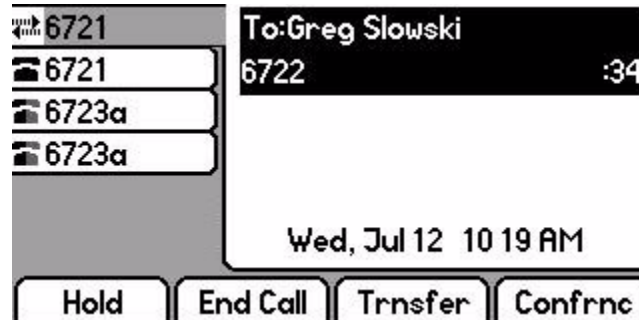 6721
6721
6723a
6723a
To:Greg Slowski
6722 :34
Wed, Jul 12 10 19 AM
Hold End Call Trnsfer Confrnc